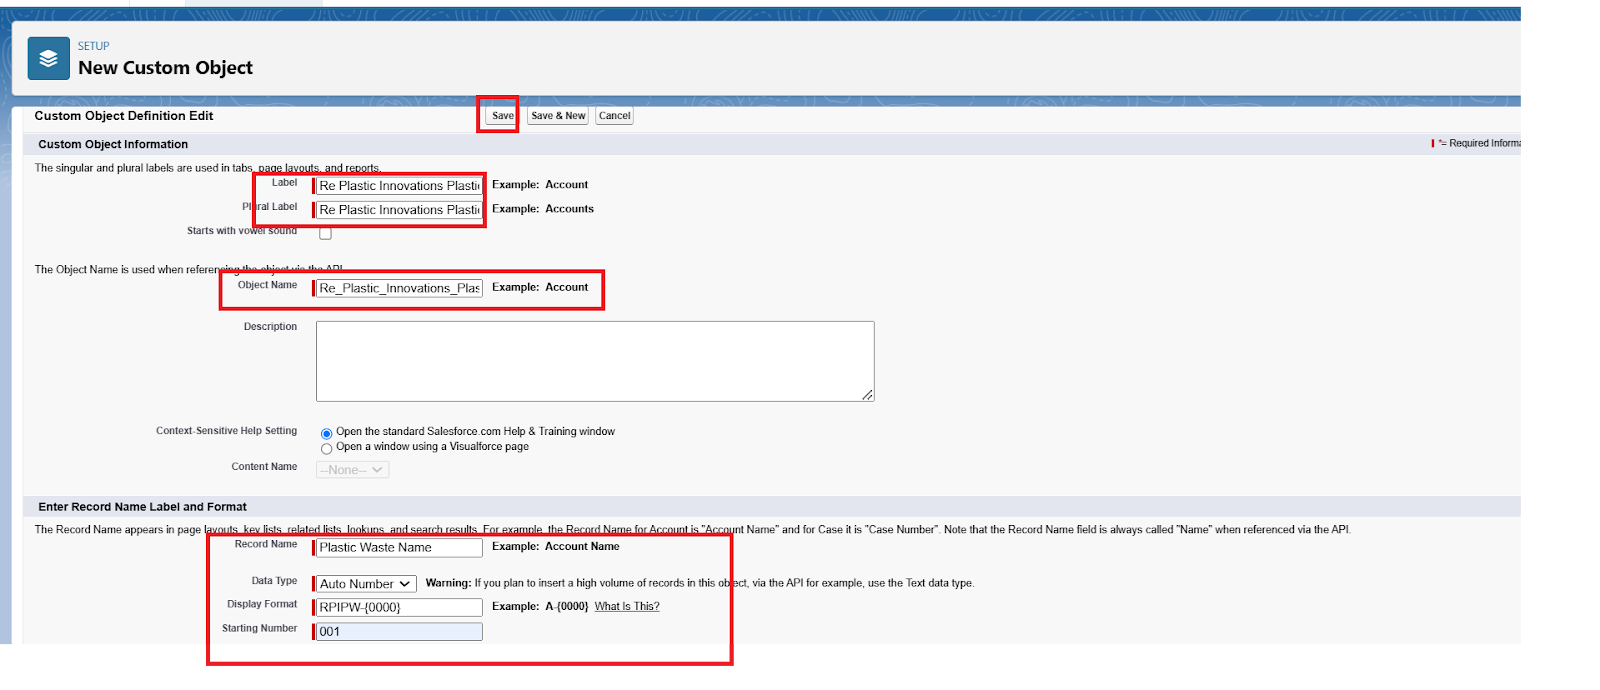 SETUP
New Custom Object
Custom Object Definition Edit
Save
Save & New
Cancel
Custom Object Information
*= Required Informa
The singular and plural labels are used in tabs, page layouts, and reports.
Label
Re Plastic Innovations Plastic
Example: Account
Plural Label
Re Plastic Innovations Plastic
Example: Accounts
Starts with vowel sound
The Object Name is used when referencing the object via the API.
Object Name
Re_Plastic_Innovations_Plas
Example: Account
Description
Context-Sensitive Help Setting
Open the standard Salesforce.com Help & Training window
Open a window using a Visualforce page
Content Name
--None--
Enter Record Name Label and Format
The Record Name appears in page layouts, key lists, related lists, lookups, and search results. For example, the Record Name for Account is "Account Name" and for Case it is "Case Number". Note that the Record Name field is always called "Name" when referenced via the API.
Record Name
Plastic Waste Name
Example: Account Name
Data Type
Auto Number
Warning: If you plan to insert a high volume of records in this object, via the API for example, use the Text data type.
Display Format
RPIPW-{0000}
Example: A-{0000} What Is This?
Starting Number
001